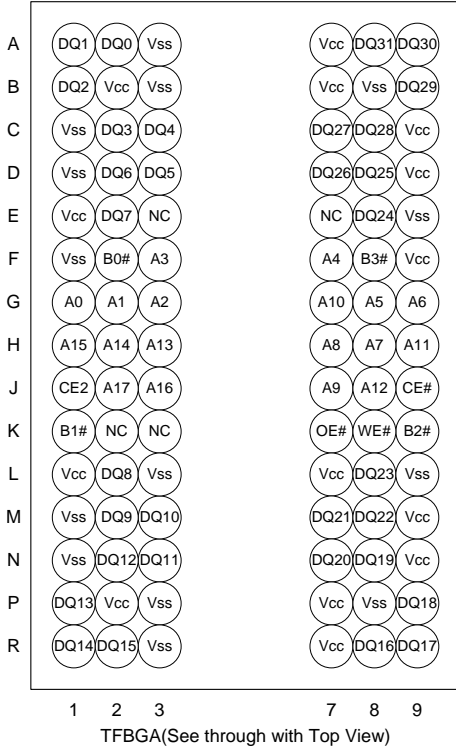 A DQ1 DQ0 Vss Vcc DQ31 DQ30
B DQ2 Vcc Vss Vcc Vss DQ29
C Vss DQ3 DQ4 DQ27 DQ28 Vcc
D Vss DQ6 DQ5 DQ26 DQ25 Vcc
E Vcc DQ7 NC NC DQ24 Vss
F Vss B0# A3 A4 B3# Vcc
G A0 A1 A2 A10 A5 A6
H A15 A14 A13 A8 A7 A11
J CE2 A17 A16 A9 A12 CE#
K B1# NC NC OE# WE# B2#
L Vcc DQ8 Vss Vcc DQ23 Vss
M Vss DQ9 DQ10 DQ21 DQ22 Vcc
N Vss DQ12 DQ11 DQ20 DQ19 Vcc
P DQ13 Vcc Vss Vcc Vss DQ18
R DQ14 DQ15 Vss Vcc DQ16 DQ17
1 2 3 7 8 9
TFBGA(See through with Top View)